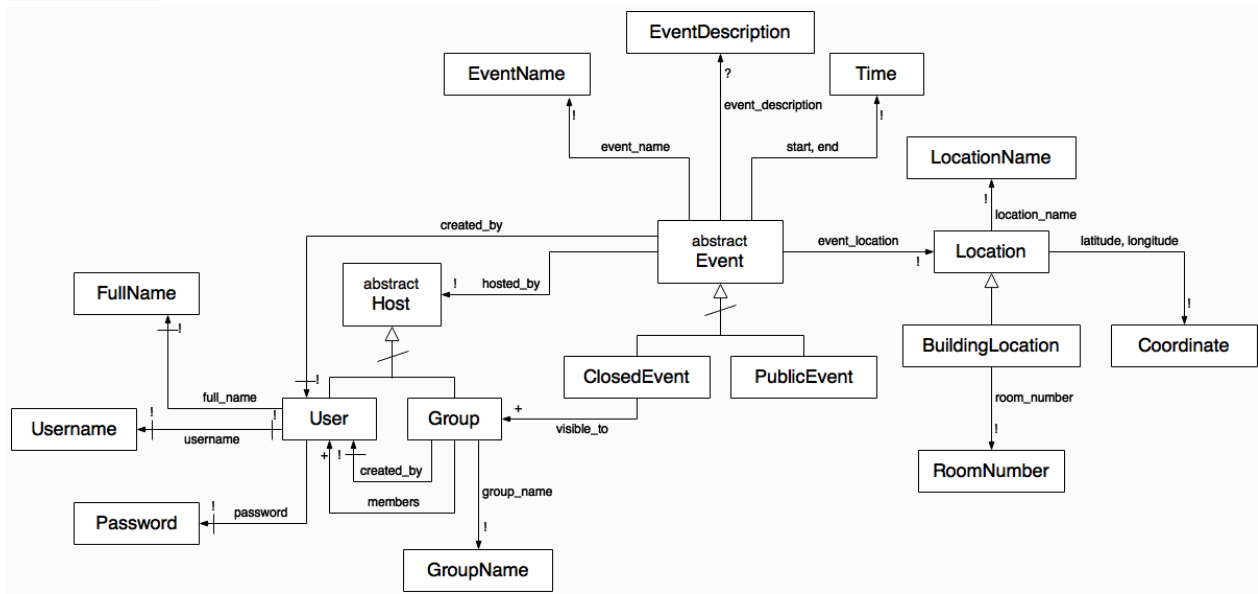 EventDescription
EventName
Time
?
!
!
event_description
event_name
start, end
LocationName
!
location_name
created_by
abstract
Event
event_location
!
Location
latitude, longitude
FullName
abstract
Host
!
hosted_by
!
!
BuildingLocation
Coordinate
ClosedEvent
PublicEvent
!
full_name
User
Group
+
visible_to
room_number
Username
!
username
!
+
!
created_by
!
RoomNumber
members
group_name
Password
!
password
!
GroupName